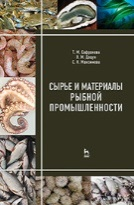 Т. М. Сафронова
В. М. Дацун
С. Н. Максимова
СЫРЬЕ И МАТЕРИАЛЫ
РЫБНОЙ
ПРОМЫШЛЕННОСТИ